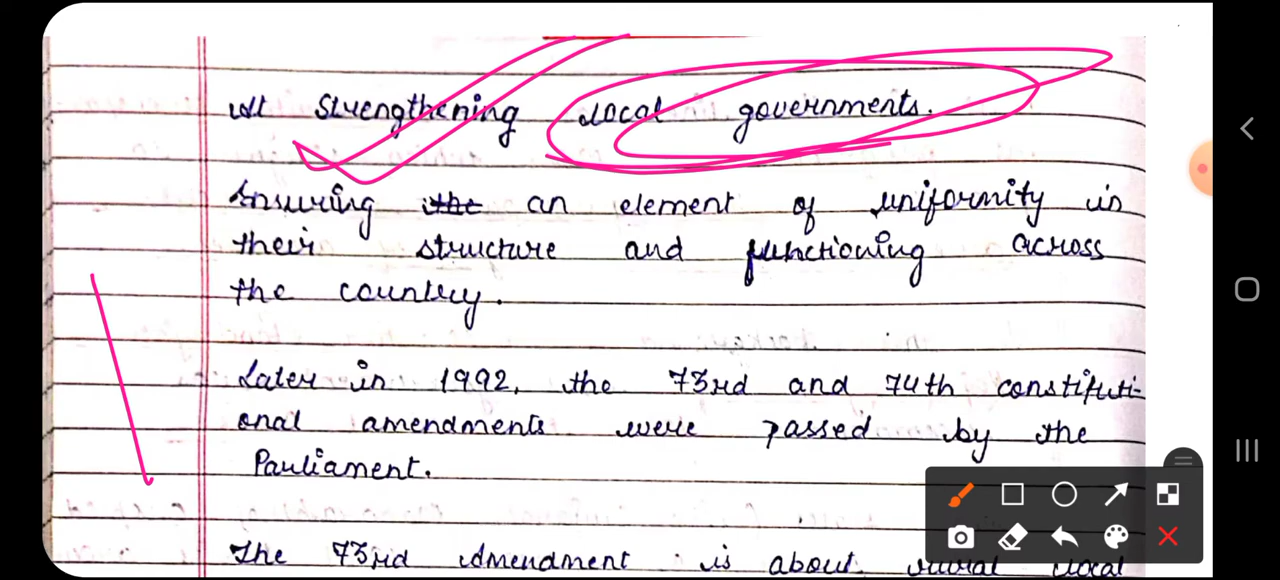 at strengthening local governments.
Ensuring the an element of uniformity in
their structure and functioning across
the country.
Later in 1992, the 73rd and 74th constituti-
onal amendments were passed by the
Parliament.
The 73rd Amendment is about rural local